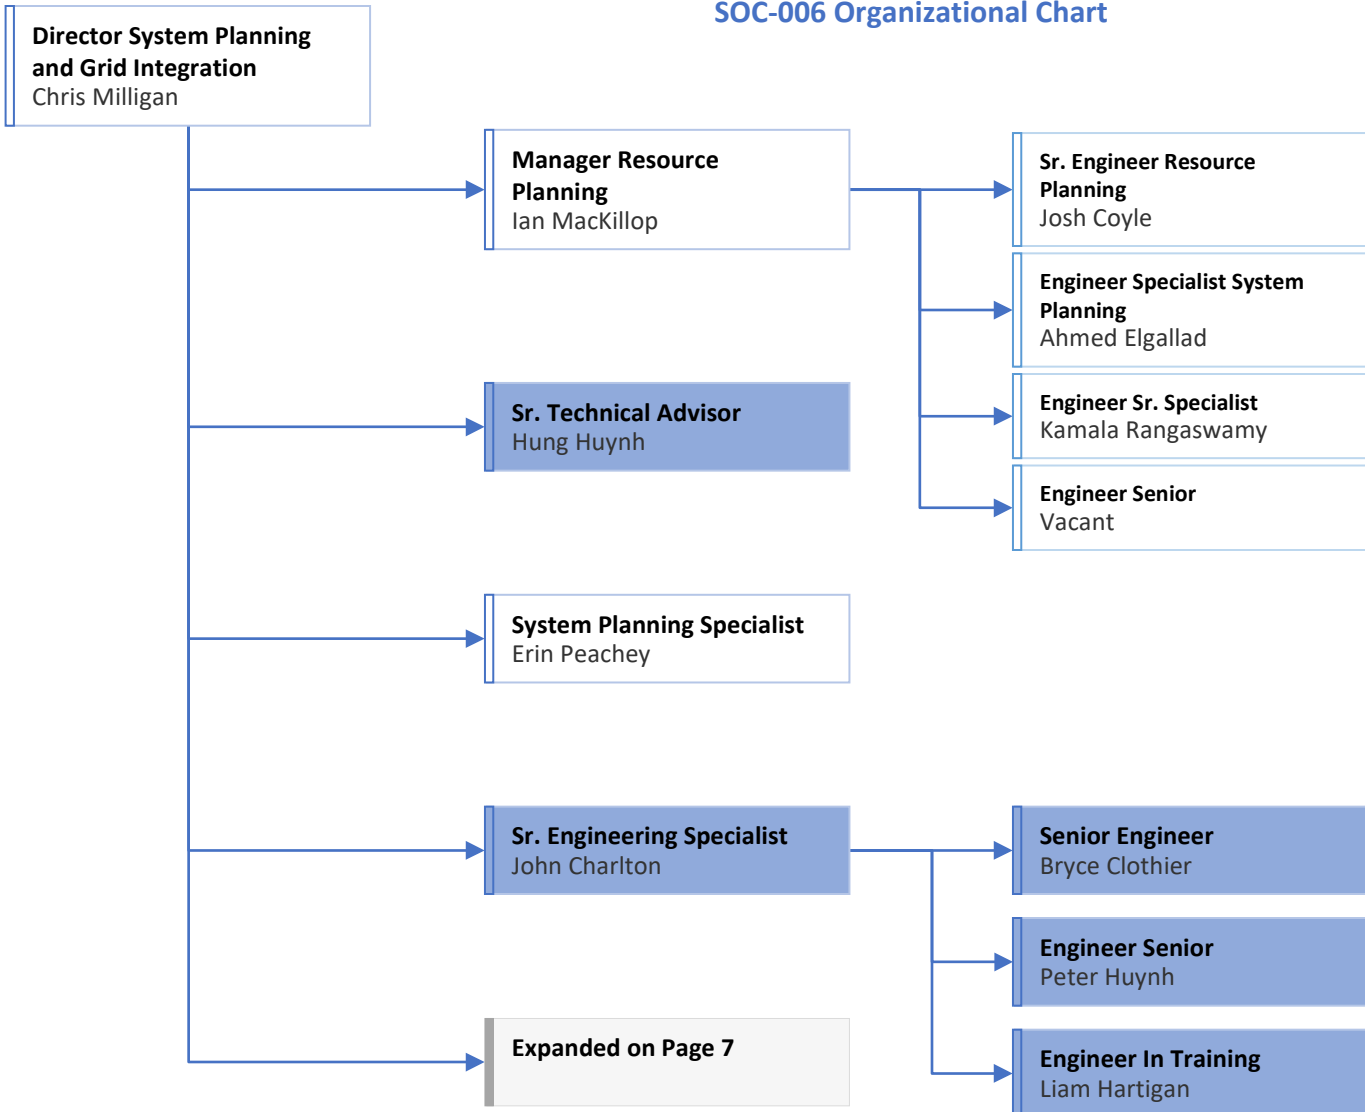 SOC-006 Organizational Chart
Director System Planning
and Grid Integration
Chris Milligan
Manager Resource
Planning
Ian MacKillop
Sr. Engineer Resource
Planning
Josh Coyle
Engineer Specialist System
Planning
Ahmed Elgallad
Engineer Sr. Specialist
Kamala Rangaswamy
Engineer Senior
Vacant
Sr. Technical Advisor
Hung Huynh
System Planning Specialist
Erin Peachey
Sr. Engineering Specialist
John Charlton
Senior Engineer
Bryce Clothier
Engineer Senior
Peter Huynh
Engineer In Training
Liam Hartigan
Expanded on Page 7